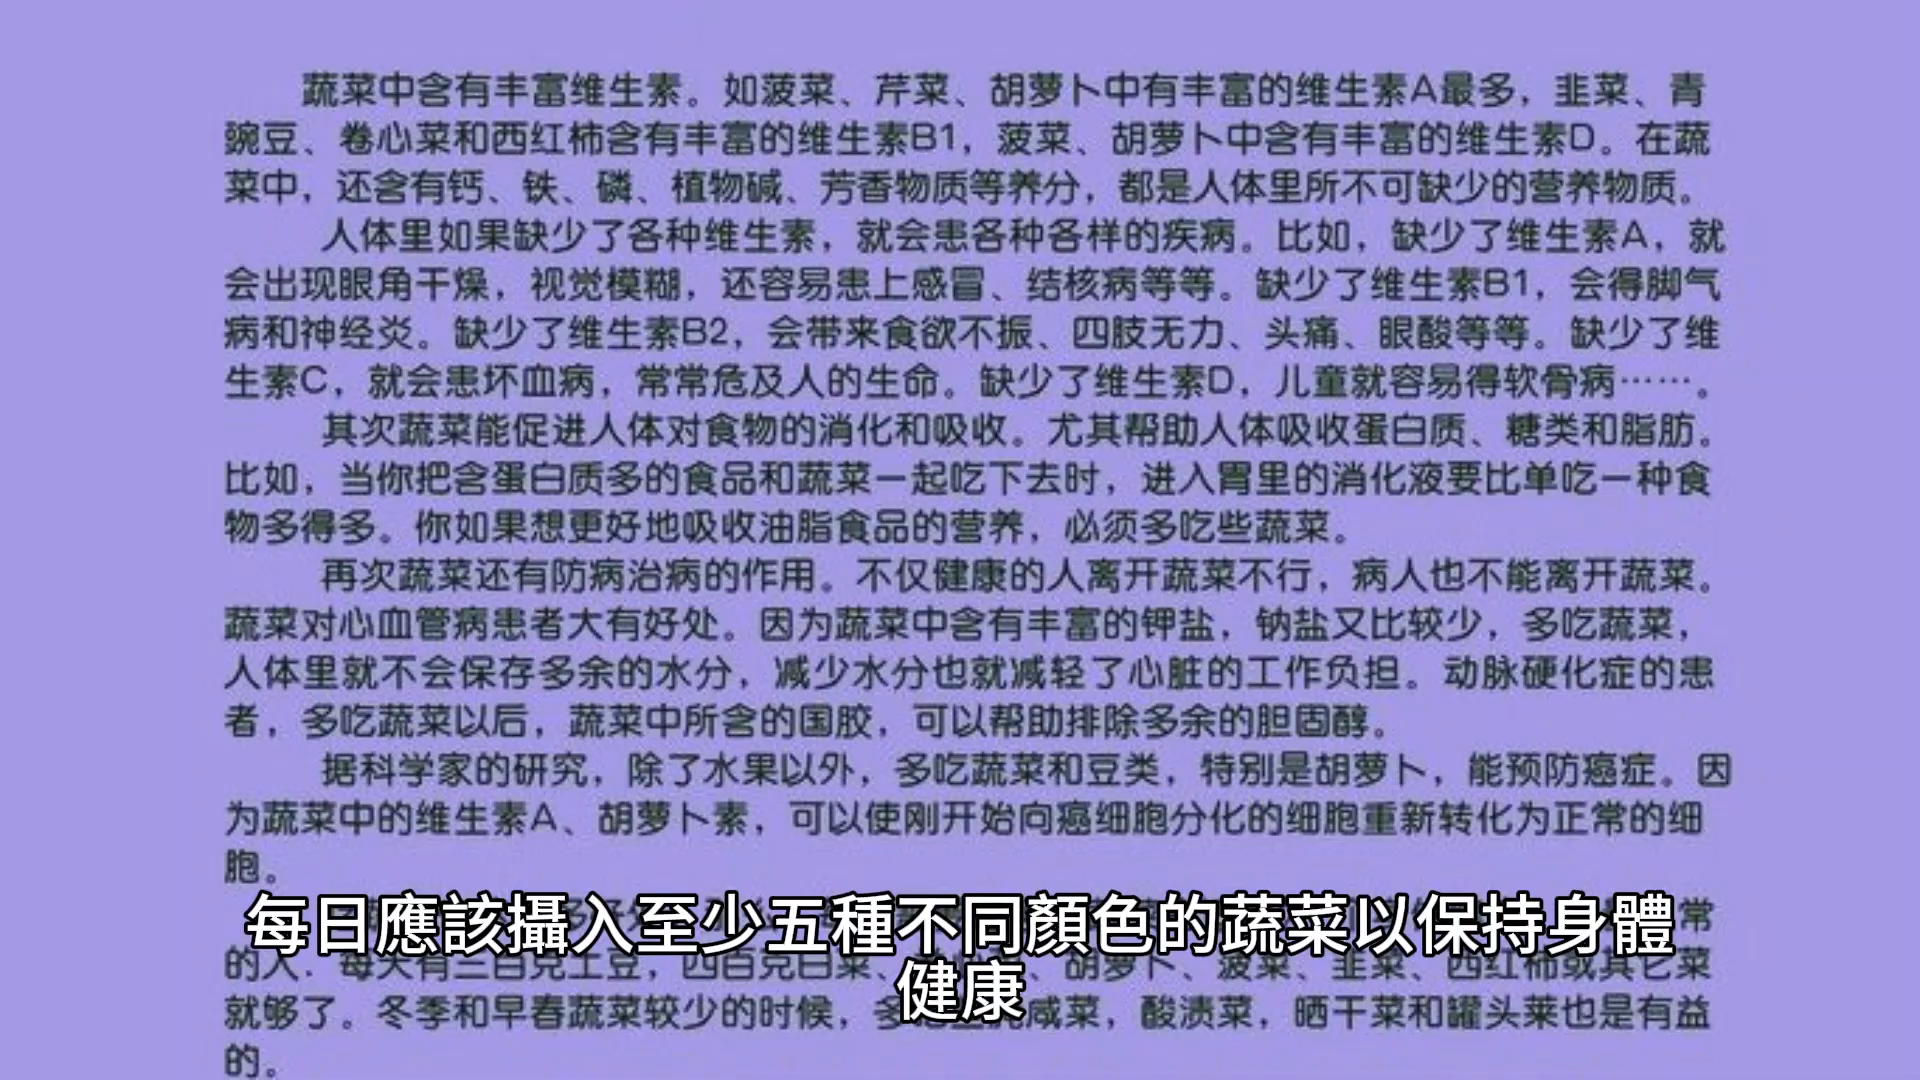 蔬菜中含有丰富维生素。如菠菜、芹菜、胡萝卜中有丰富的维生素A最多，韭菜、青
豌豆、卷心菜和西红柿含有丰富的维生素B1，菠菜、胡萝卜中含有丰富的维生素D。在蔬
菜中，还含有钙、铁、磷、植物碱、芳香物质等养分，都是人体里所不可缺少的营养物质。
人体里如果缺少了各种维生素，就会患各种各样的疾病。比如，缺少了维生素A，就
会出现眼角干燥，视觉模糊，还容易患上感冒、结核病等等。缺少了维生素B1，会得脚气
病和神经炎。缺少了维生素B2，会带来食欲不振、四肢无力、头痛、眼酸等等。缺少了维
生素C，就会患坏血病，常常危及人的生命。缺少了维生素D，儿童就容易得软骨病……。
其次蔬菜能促进人体对食物的消化和吸收。尤其帮助人体吸收蛋白质、糖类和脂肪。
比如，当你把含蛋白质多的食品和蔬菜一起吃下去时，进入胃里的消化液要比单吃一种食
物多得多。你如果想更好地吸收油脂食品的营养，必须多吃些蔬菜。
再次蔬菜还有防病治病的作用。不仅健康的人离开蔬菜不行，病人也不能离开蔬菜。
蔬菜对心血管病患者大有好处。因为蔬菜中含有丰富的钾盐，钠盐又比较少，多吃蔬菜，
人体里就不会保存多余的水分，减少水分也就减轻了心脏的工作负担。动脉硬化症的患
者，多吃蔬菜以后，蔬菜中所含的国胶，可以帮助排除多余的胆固醇。
据科学家的研究，除了水果以外，多吃蔬菜和豆类，特别是胡萝卜，能预防癌症。因
为蔬菜中的维生素A、胡萝卜素，可以使刚开始向癌细胞分化的细胞重新转化为正常的细
胞。
常
每日應該攝入至少五種不同顏色的蔬菜以保持身體
的人．每天有三百克土豆，四百克白菜、胡萝卜、菠菜、韭菜、西红柿或其它菜
健康
就够了。冬季和早春蔬菜较少的时候，多咸菜，酸渍菜，晒干菜和罐头莱也是有益
的。